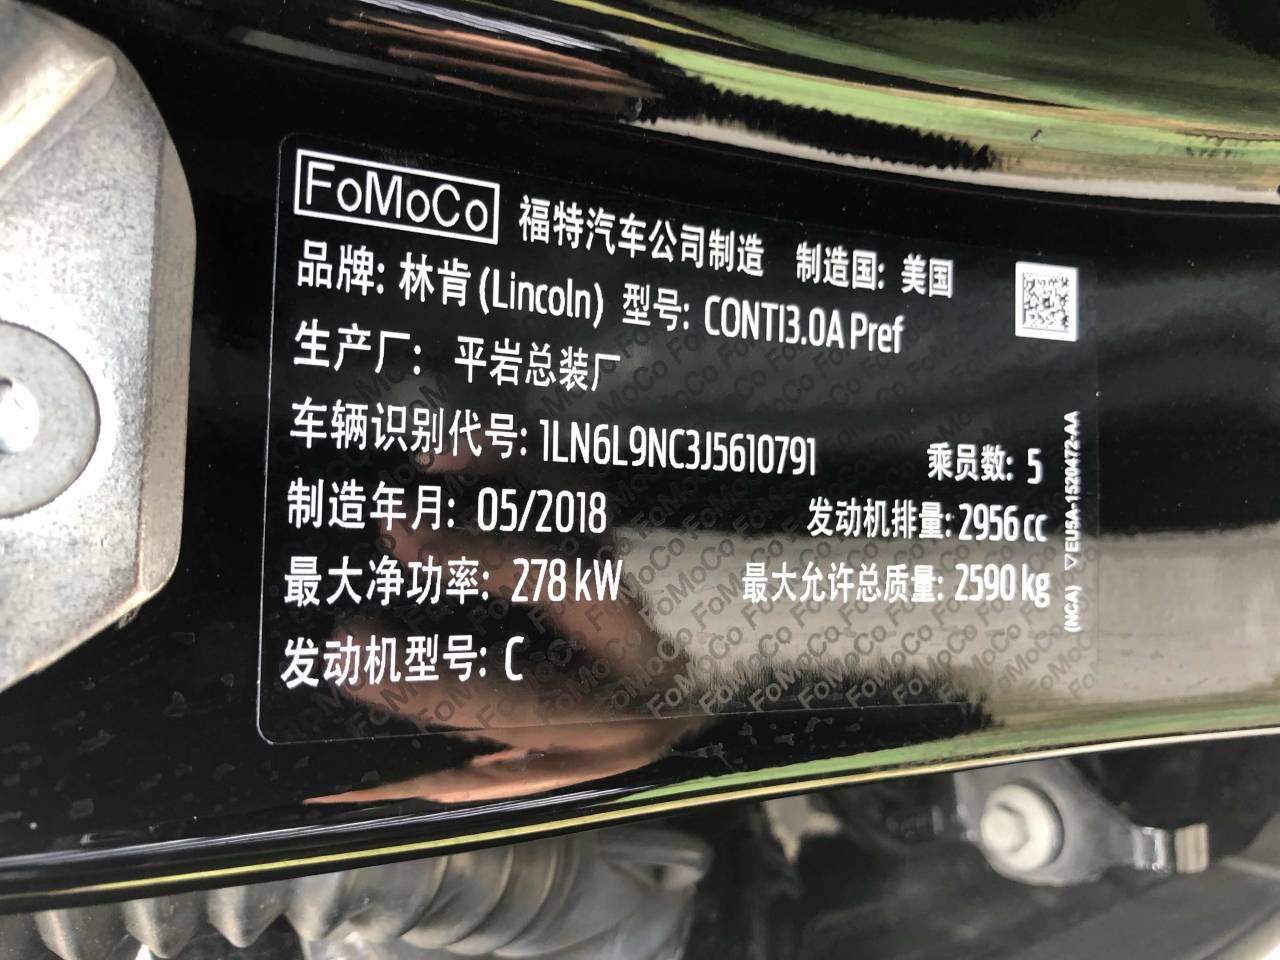 FoMoCo 福特汽车公司制造 制造国: 美国
品牌: 林肯 (Lincoln) 型号: CONTI3.0A Pref
生产厂: 平岩总装厂
车辆识别代号: 1LN6L9NC3J5610791 乘员数: 5
制造年月: 05/2018 发动机排量: 2956 cc
最大净功率: 278 kW 最大允许总质量: 2590 kg
发动机型号: C
(NCA) ▽EU5A-1520472-AA